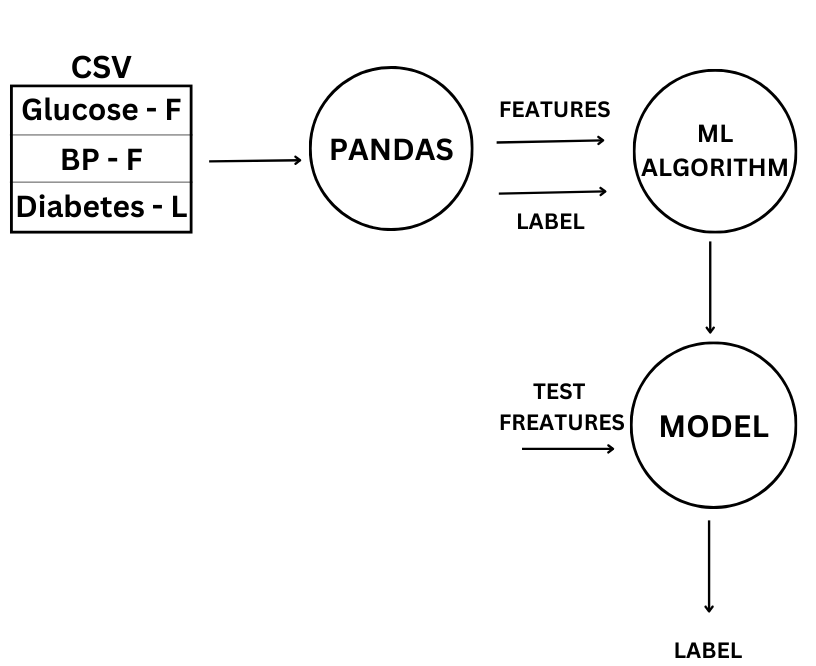 CSV
Glucose - F
BP - F
Diabetes - L
PANDAS
FEATURES
LABEL
ML
ALGORITHM
TEST
FREATURES
MODEL
LABEL